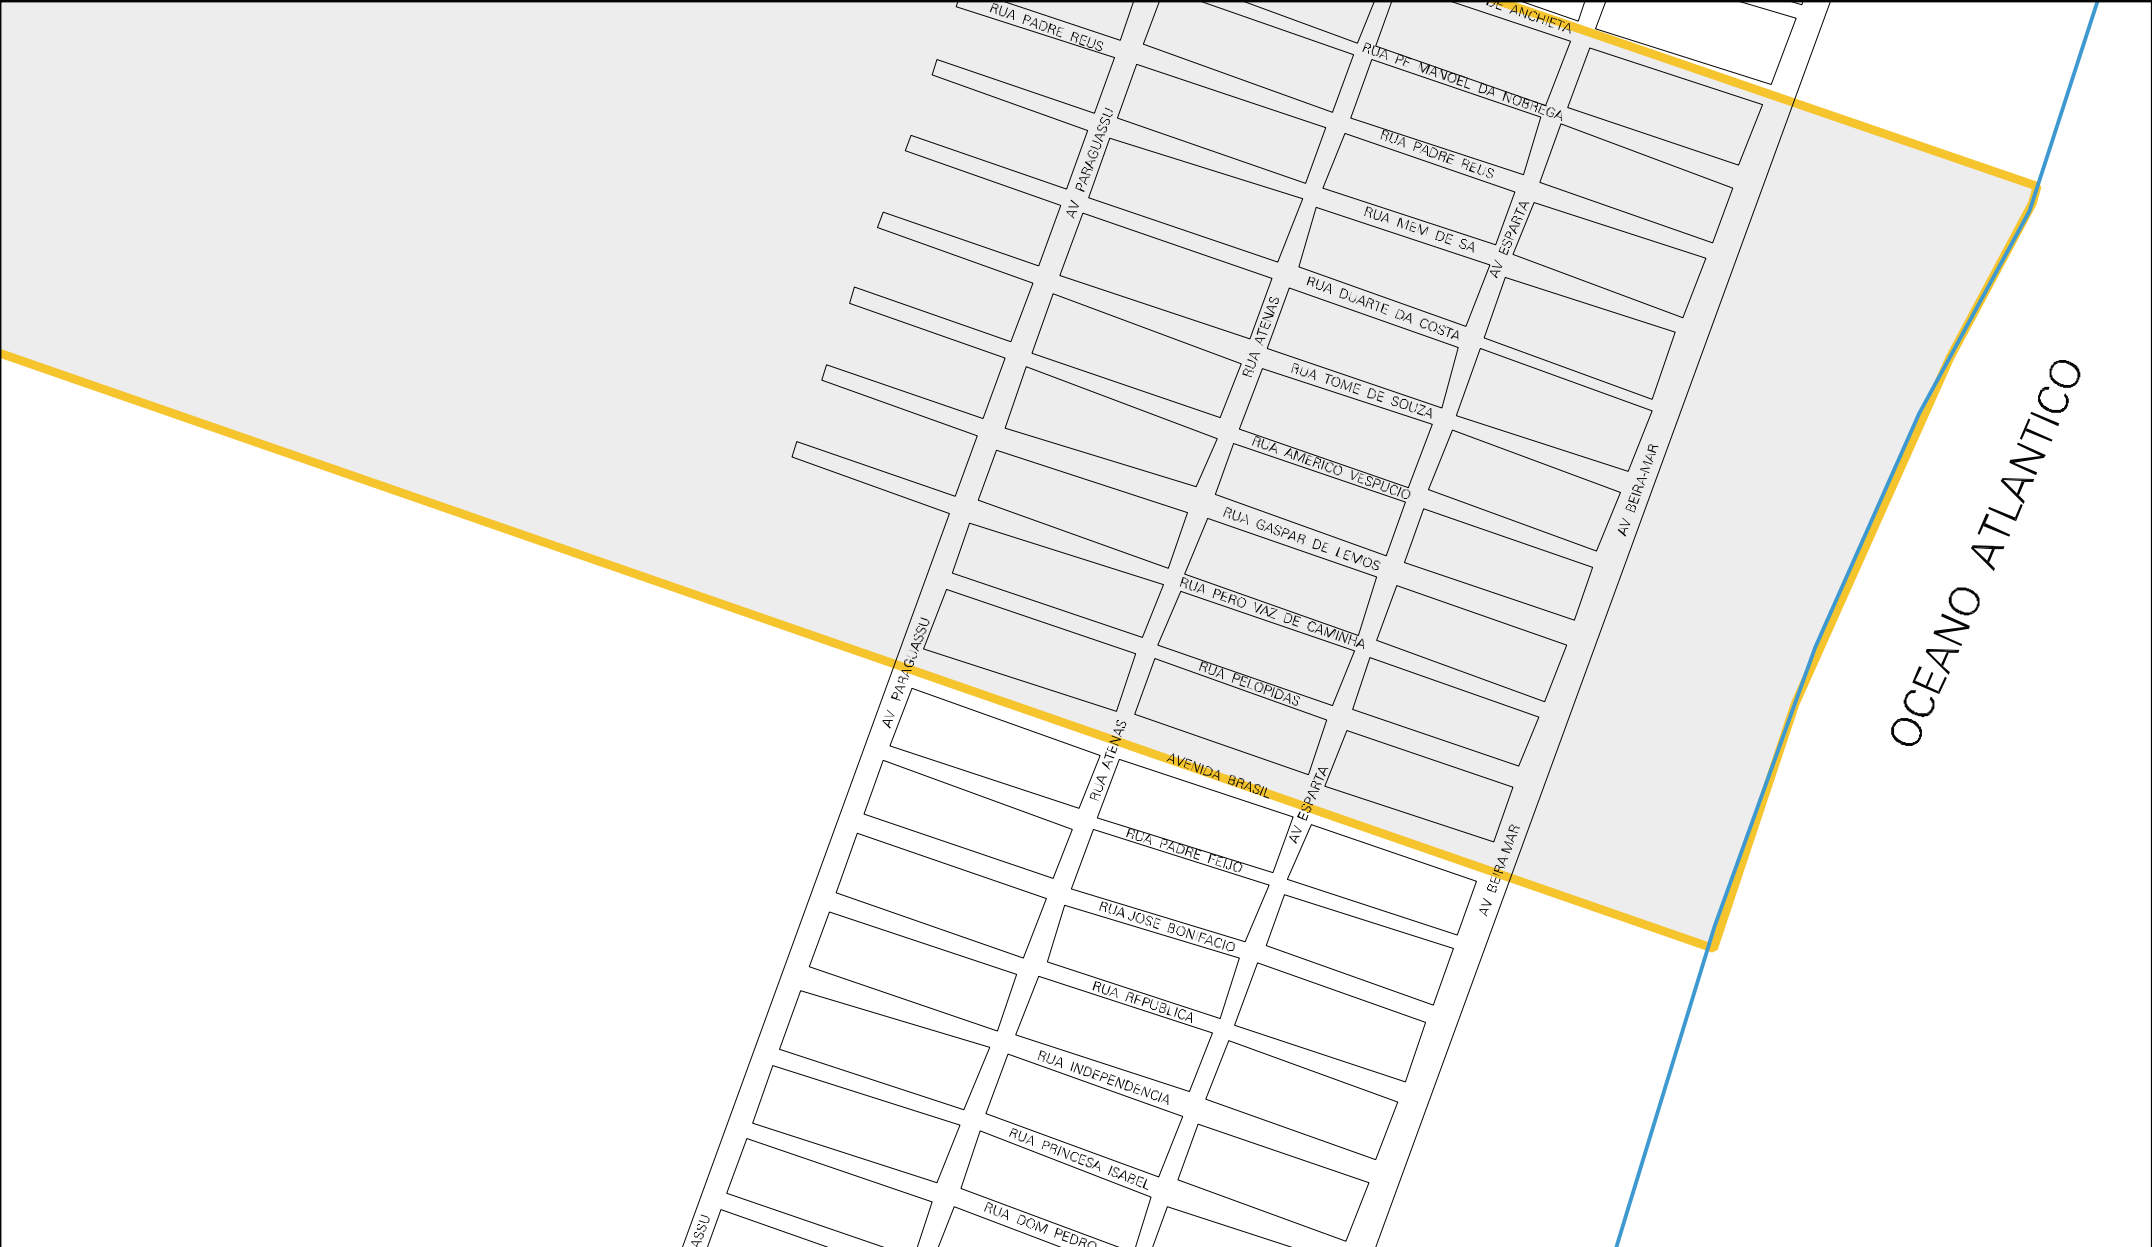 DE ANCHIETA
RUA PADRE REUS
RUA PE MANOEL DA NOBREGA
AV PARAGUASSU
RUA PADRE REUS
RUA MEM DE SA
AV ESPARTA
RUA DUARTE DA COSTA
RUA ATENAS
RUA TOME DE SOUZA
OCEANO ATLANTICO
RUA AMERICO VESPUCIO
AV BEIRA-MAR
RUA GASPAR DE LEMOS
RUA PERO VAZ DE CAMINHA
AV PARAGUASSU
RUA PELOPIDAS
RUA ATENAS
AVENIDA BRASIL
AV ESPARTA
RUA PADRE FEIJO
AV BEIRA-MAR
RUA JOSE BONIFACIO
RUA REPUBLICA
RUA INDEPENDENCIA
RUA PRINCESA ISABEL
RUA DOM PEDRO
ASSU